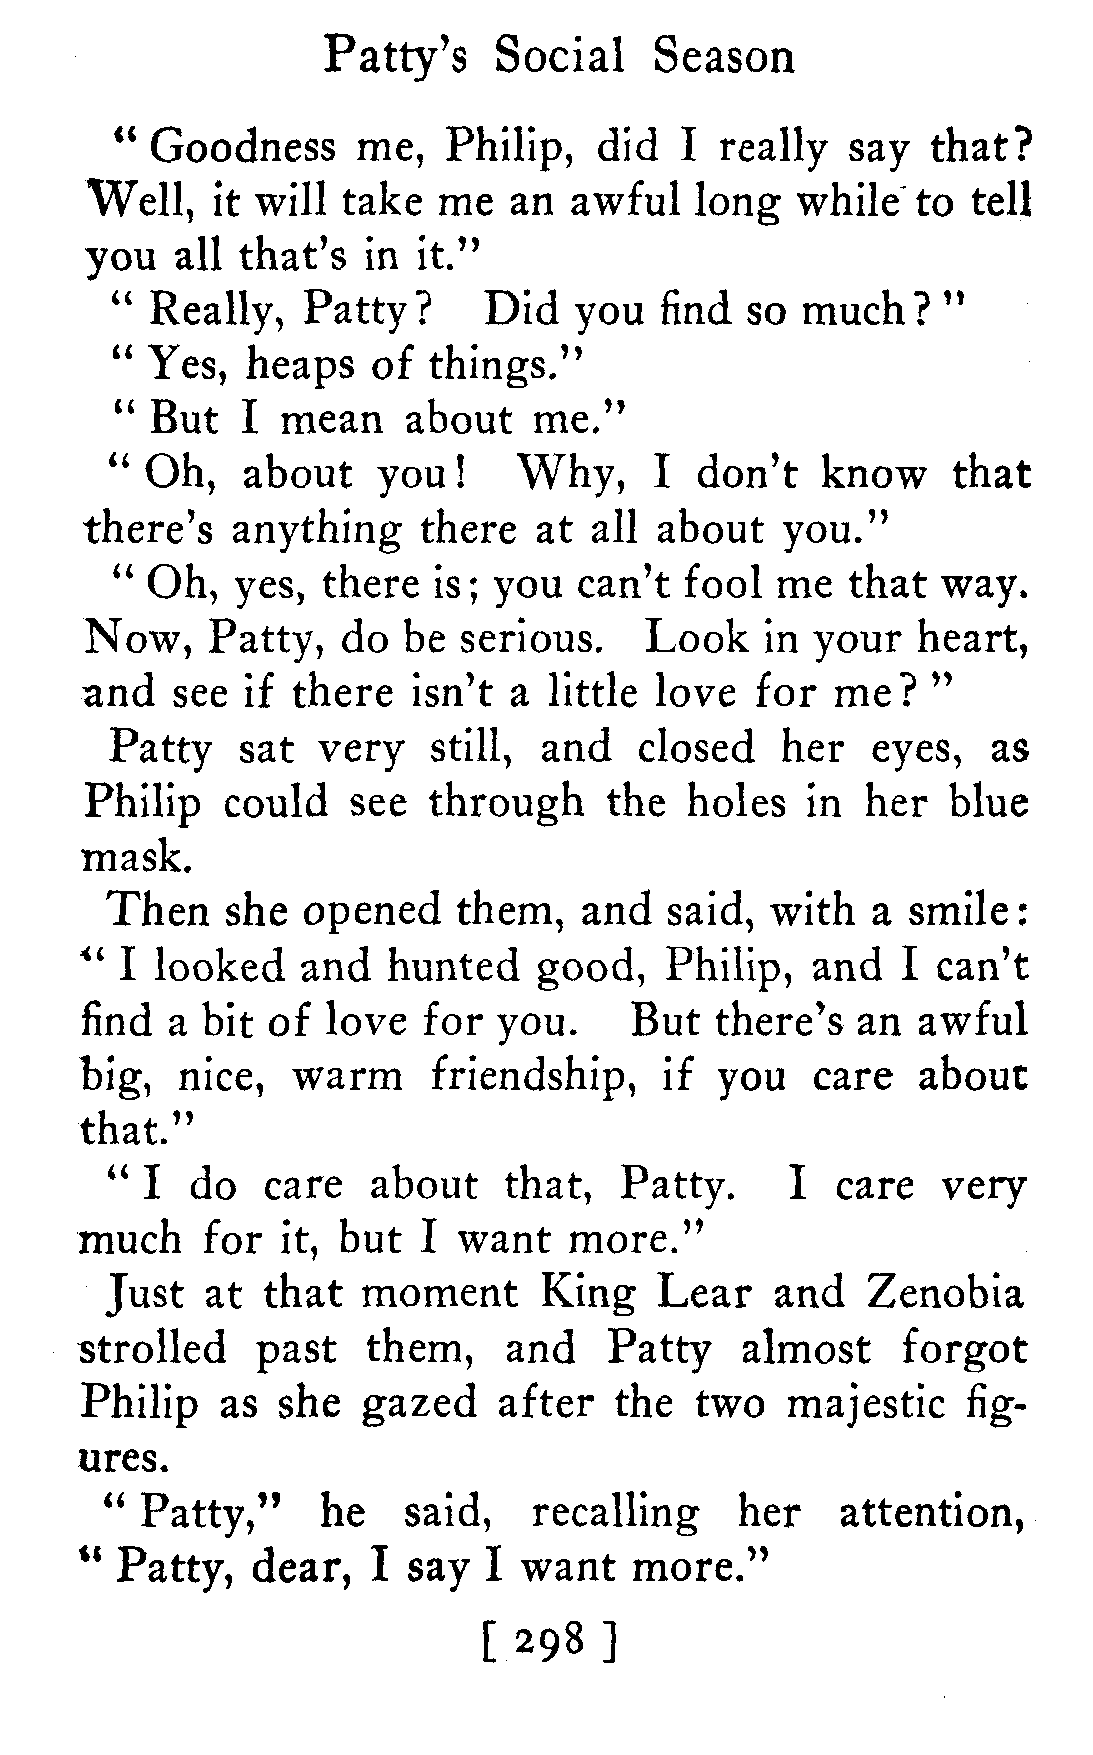 Patty's Social Season
" Goodness me, Philip, did I really say that?
Well, it will take me an awful long while to tell
you all that's in it."
" Really, Patty? Did you find so much? "
" Yes, heaps of things."
" But I mean about me."
" Oh, about you! Why, I don't know that
there's anything there at all about you."
" Oh, yes, there is; you can't fool me that way.
Now, Patty, do be serious. Look in your heart,
and see if there isn't a little love for me? "
Patty sat very still, and closed her eyes, as
Philip could see through the holes in her blue
mask.
Then she opened them, and said, with a smile:
" I looked and hunted good, Philip, and I can't
find a bit of love for you. But there's an awful
big, nice, warm friendship, if you care about
that."
" I do care about that, Patty. I care very
much for it, but I want more."
Just at that moment King Lear and Zenobia
strolled past them, and Patty almost forgot
Philip as she gazed after the two majestic fig-
ures.
" Patty," he said, recalling her attention,
" Patty, dear, I say I want more."
[ 298 ]